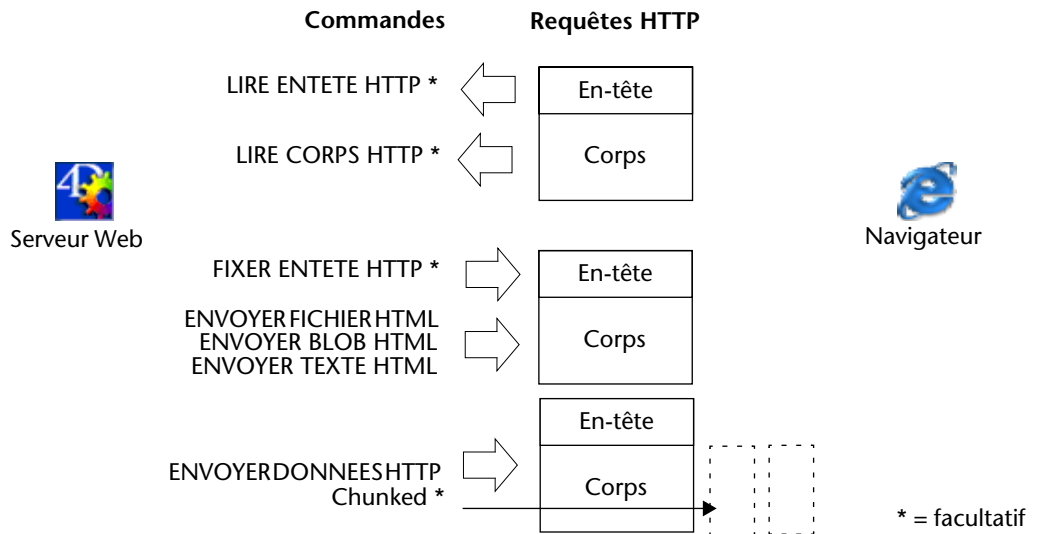 Commandes
Requêtes HTTP
LIRE ENTETE HTTP *
En-tête
LIRE CORPS HTTP *
Corps
4D
Serveur Web
Navigateur
FIXER ENTETE HTTP *
En-tête
ENVOYER FICHIER HTML
ENVOYER BLOB HTML
ENVOYER TEXTE HTML
Corps
En-tête
ENVOYER DONNEES HTTP
Chunked *
Corps
* = facultatif